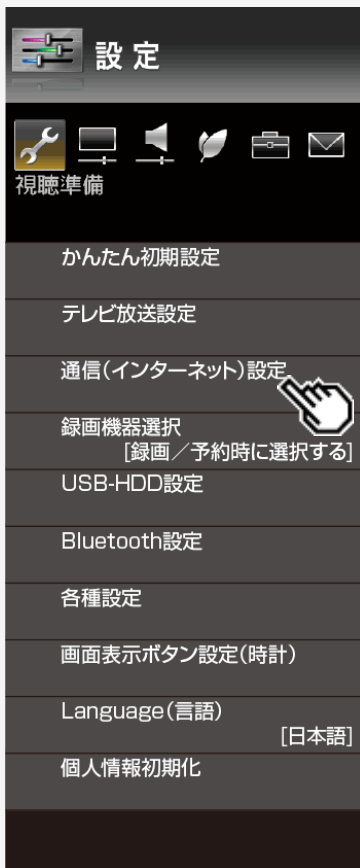 設定
視聴準備
かんたん初期設定
テレビ放送設定
通信(インターネット)設定
録画機器選択
[録画／予約時に選択する]
USB-HDD設定
Bluetooth設定
各種設定
画面表示ボタン設定(時計)
Language(言語)
[日本語]
個人情報初期化